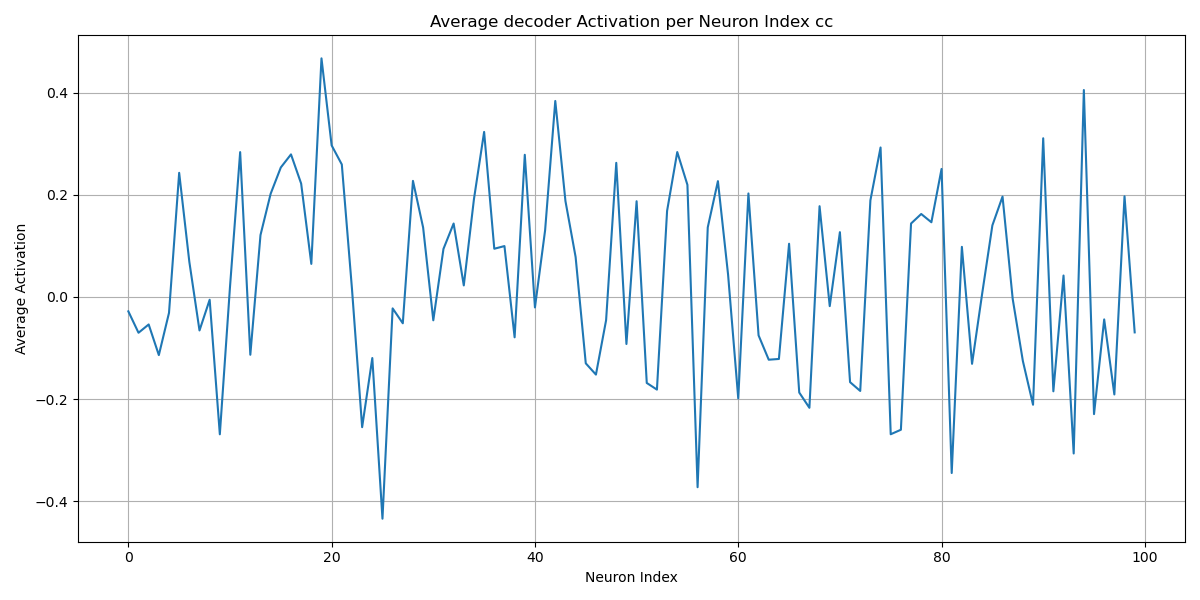 Average decoder Activation per Neuron Index cc
Average Activation
0.4
0.2
0.0
−0.2
−0.4
0 20 40 60 80 100
Neuron Index